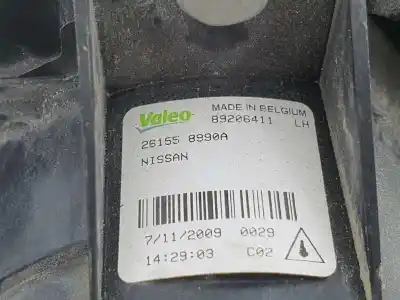 Valeo MADE IN BELGIUM
89206411 LH
26155 8990A
NISSAN
7/11/2009 0029
14:29:03 C02